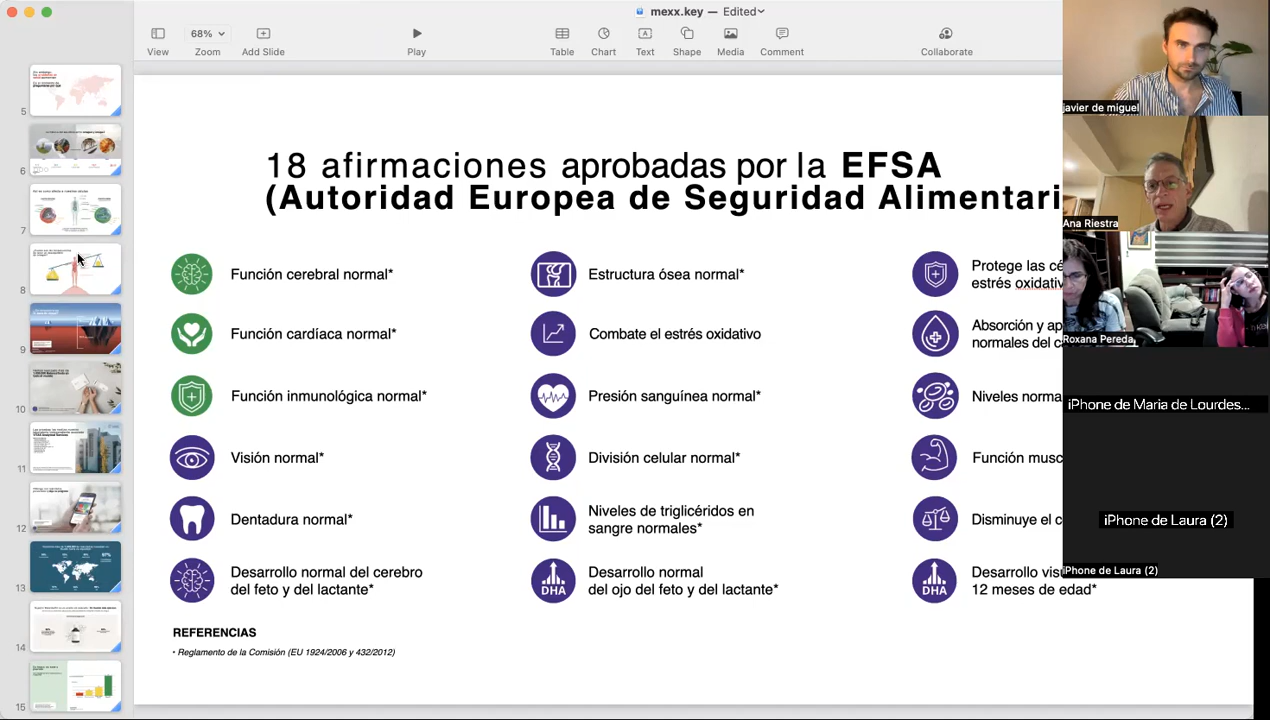 mexx.key — Edited
68%
View
Zoom
Add Slide
Play
Table
Chart
Text
Shape
Media
Comment
Collaborate
5
6
7
8
9
10
11
12
13
14
15
18 afirmaciones aprobadas por la EFSA
(Autoridad Europea de Seguridad Alimentari
Función cerebral normal*
Función cardíaca normal*
Función inmunológica normal*
Visión normal*
Dentadura normal*
Desarrollo normal del cerebro
del feto y del lactante*
Estructura ósea normal*
Combate el estrés oxidativo
Presión sanguínea normal*
División celular normal*
Niveles de triglicéridos en
sangre normales*
DHA
Desarrollo normal
del ojo del feto y del lactante*
Protege las cé
estrés oxidativ
Absorción y ap
normales del c
Niveles norma
Función musc
Disminuye el c
DHA
Desarrollo visu
12 meses de edad*
REFERENCIAS
• Reglamento de la Comisión (EU 1924/2006 y 432/2012)
javier de miguel
Ana Riestra
Roxana Pereda
iPhone de Maria de Lourdes...
iPhone de Laura (2)
iPhone de Laura (2)